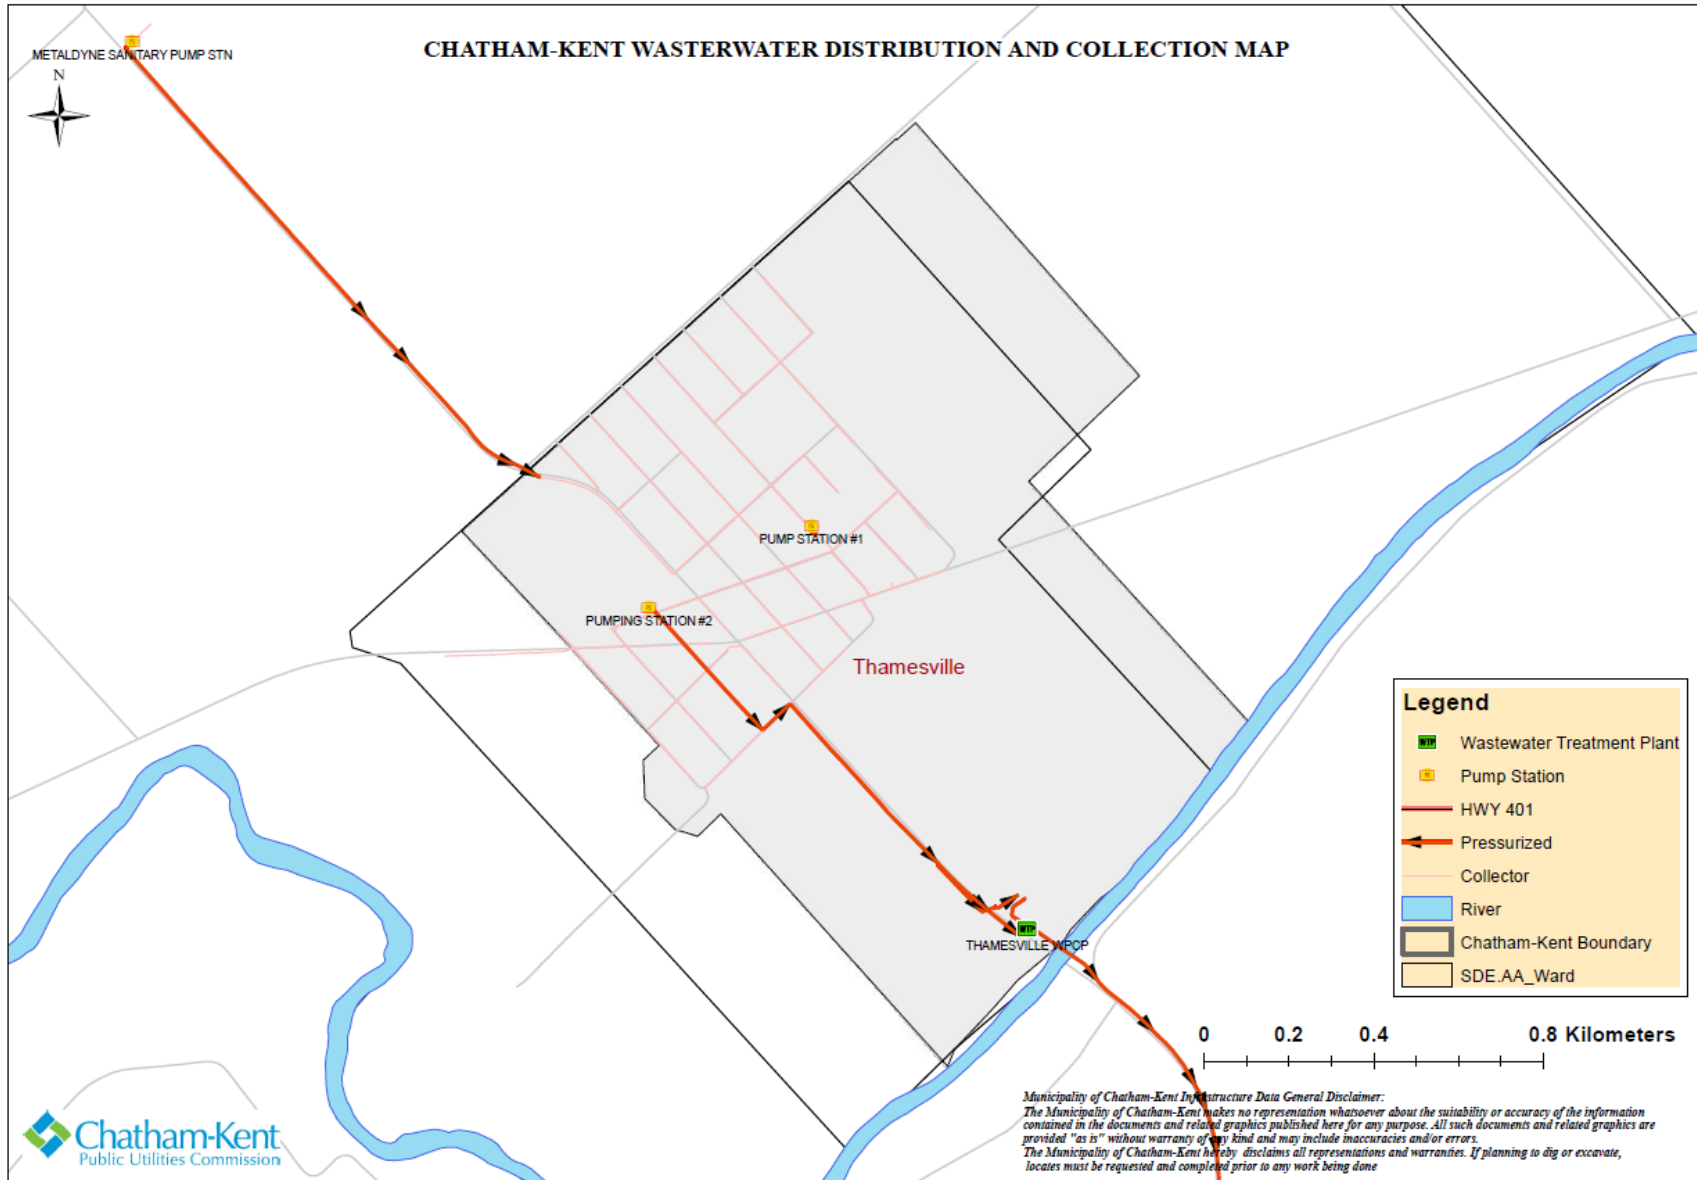 CHATHAM-KENT WASTERWATER DISTRIBUTION AND COLLECTION MAP
METALDYNE SANITARY PUMP STN
N
PUMP STATION #1
PUMPING STATION #2
Thamesville
WTP
THAMESVILLE WPCP
Legend
WTP Wastewater Treatment Plant
Pump Station
HWY 401
Pressurized
Collector
River
Chatham-Kent Boundary
SDE.AA_Ward
0 0.2 0.4 0.8 Kilometers
Municipality of Chatham-Kent Infrastructure Data General Disclaimer:
The Municipality of Chatham-Kent makes no representation whatsoever about the suitability or accuracy of the information
contained in the documents and related graphics published here for any purpose. All such documents and related graphics are
provided "as is" without warranty of any kind and may include inaccuracies and/or errors.
The Municipality of Chatham-Kent hereby disclaims all representations and warranties. If planning to dig or excavate,
locates must be requested and completed prior to any work being done
Chatham-Kent
Public Utilities Commission